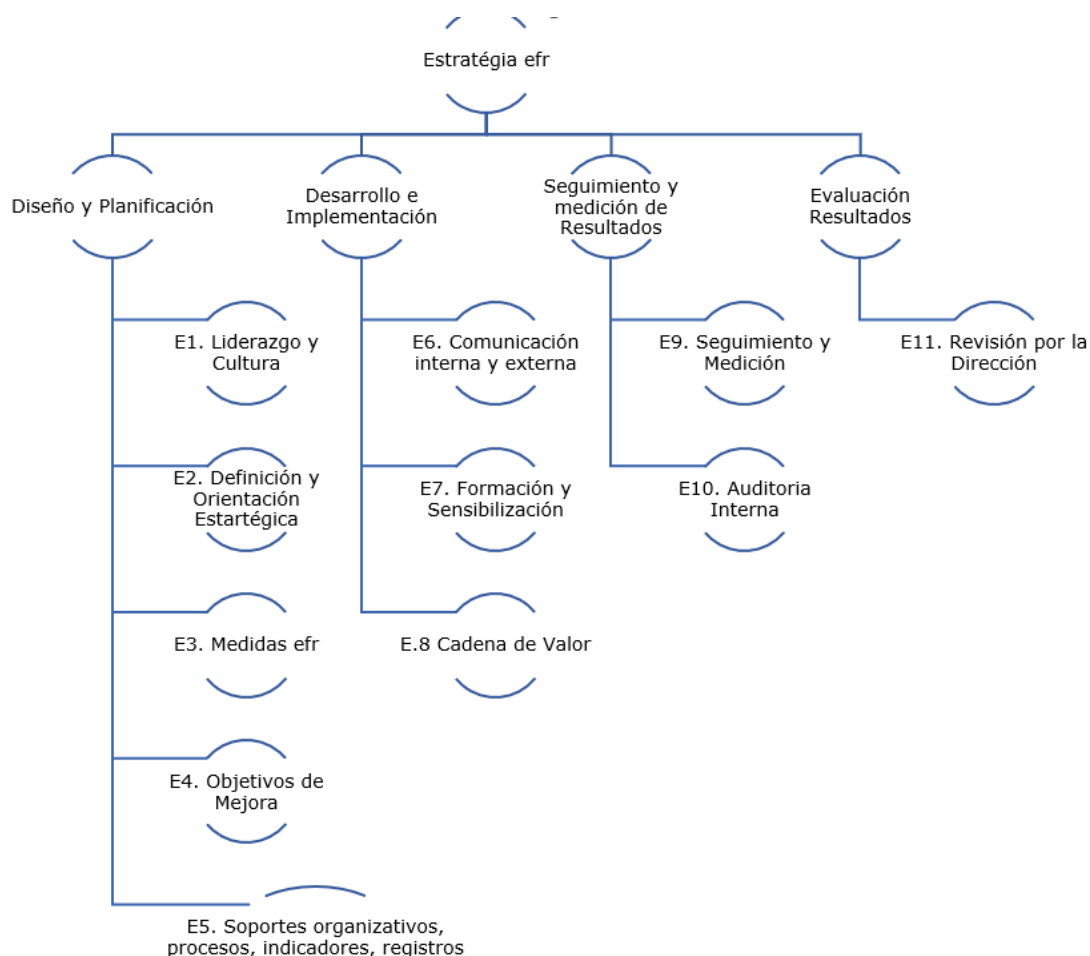 Estratégia efr
Diseño y Planificación
Desarrollo e
Implementación
Seguimiento y
medición de
Resultados
Evaluación
Resultados
E1. Liderazgo y
Cultura
E2. Definición y
Orientación
Estartégica
E3. Medidas efr
E4. Objetivos de
Mejora
E5. Soportes organizativos,
procesos, indicadores, registros
E6. Comunicación
interna y externa
E7. Formación y
Sensibilización
E.8 Cadena de Valor
E9. Seguimiento y
Medición
E10. Auditoria
Interna
E11. Revisión por la
Dirección